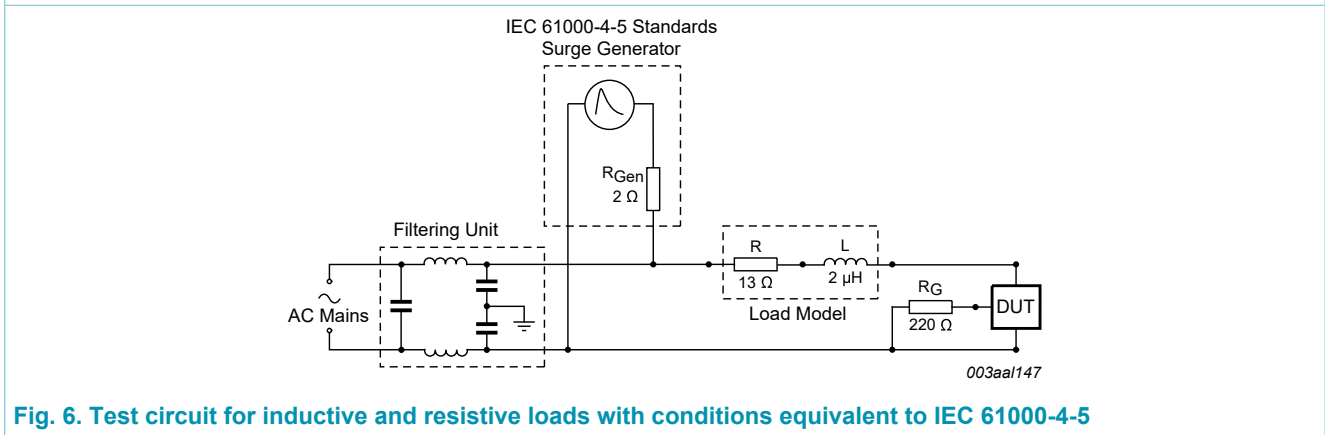 IEC 61000-4-5 Standards
Surge Generator
RGen
2 Ω
Filtering Unit
R
L
13 Ω
2 μH
Load Model
RG
220 Ω
DUT
AC Mains
003aal147
Fig. 6. Test circuit for inductive and resistive loads with conditions equivalent to IEC 61000-4-5